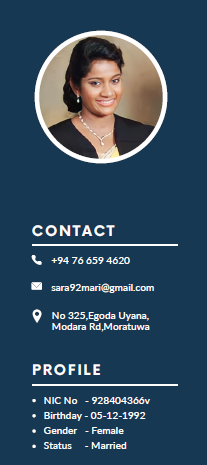 CONTACT
+94 76 659 4620
sara92mari@gmail.com
No 325,Egoda Uyana,
Modara Rd,Moratuwa
PROFILE
• NIC No - 928404366v
• Birthday - 05-12-1992
• Gender - Female
• Status - Married